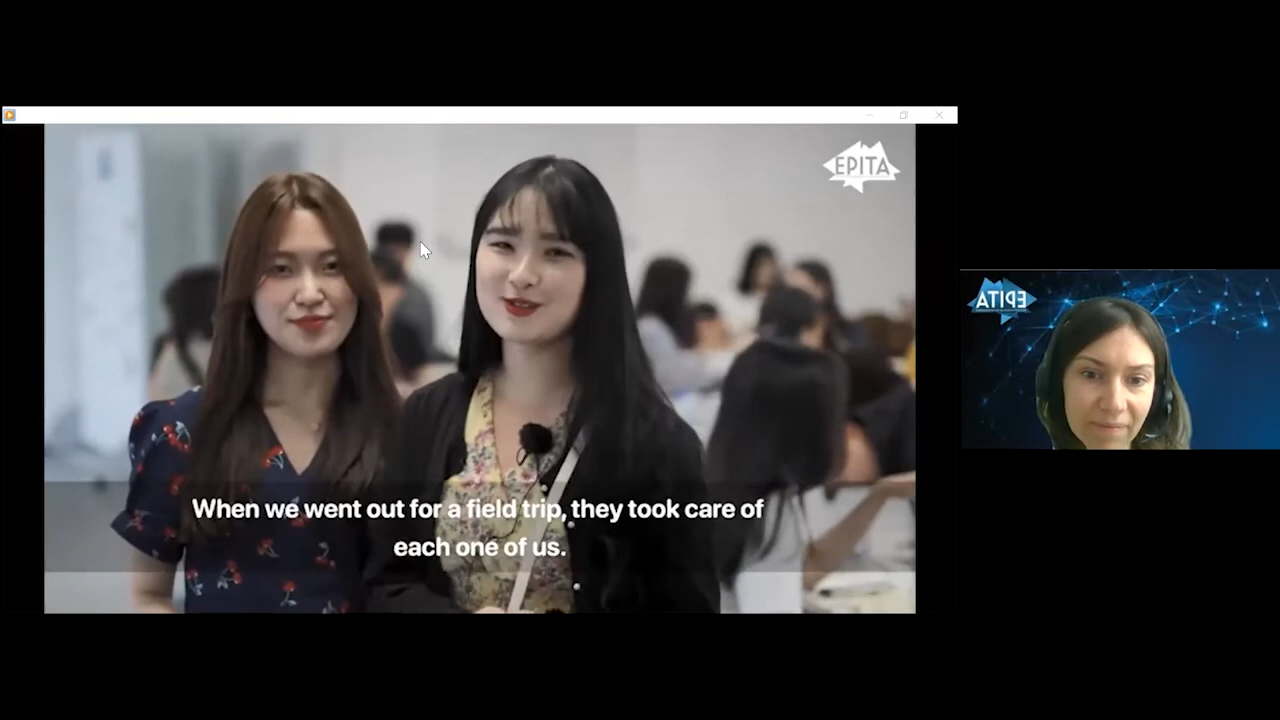 EPITA
When we went out for a field trip, they took care of
each one of us.
EPITA